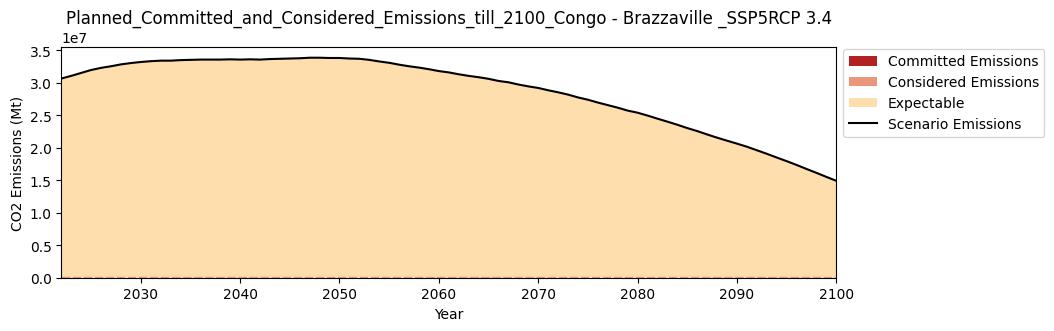 Planned_Committed_and_Considered_Emissions_till_2100_Congo - Brazzaville _SSP5RCP 3.4
1e7
3.5
3.0
2.5
2.0
1.5
1.0
0.5
0.0
CO2 Emissions (Mt)
2030
2040
2050
2060
2070
2080
2090
2100
Year
Committed Emissions
Considered Emissions
Expectable
Scenario Emissions